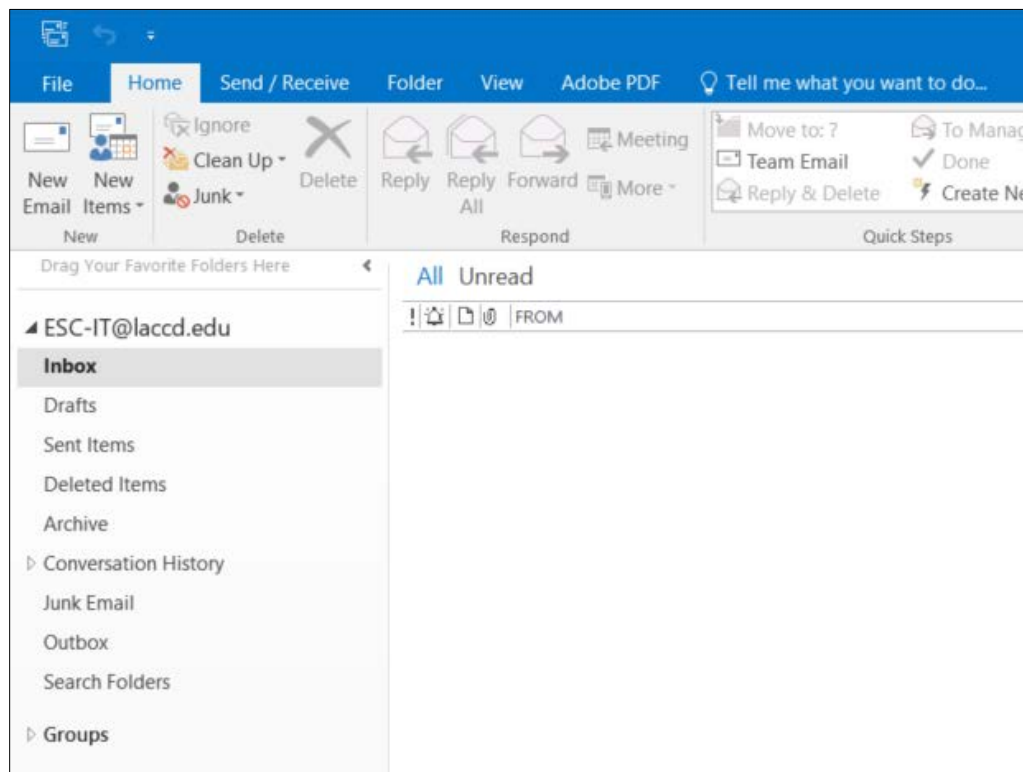 File Home Send / Receive Folder View Adobe PDF Tell me what you want to do...
New Email
New Items
Ignore
Clean Up
Junk
Delete
Reply
Reply All
Forward
Meeting
More
Move to: ?
Team Email
Reply & Delete
To Manag
Done
Create Ne
New Delete Respond Quick Steps
Drag Your Favorite Folders Here
ESC-IT@laccd.edu
Inbox
Drafts
Sent Items
Deleted Items
Archive
Conversation History
Junk Email
Outbox
Search Folders
Groups
All Unread
! FROM